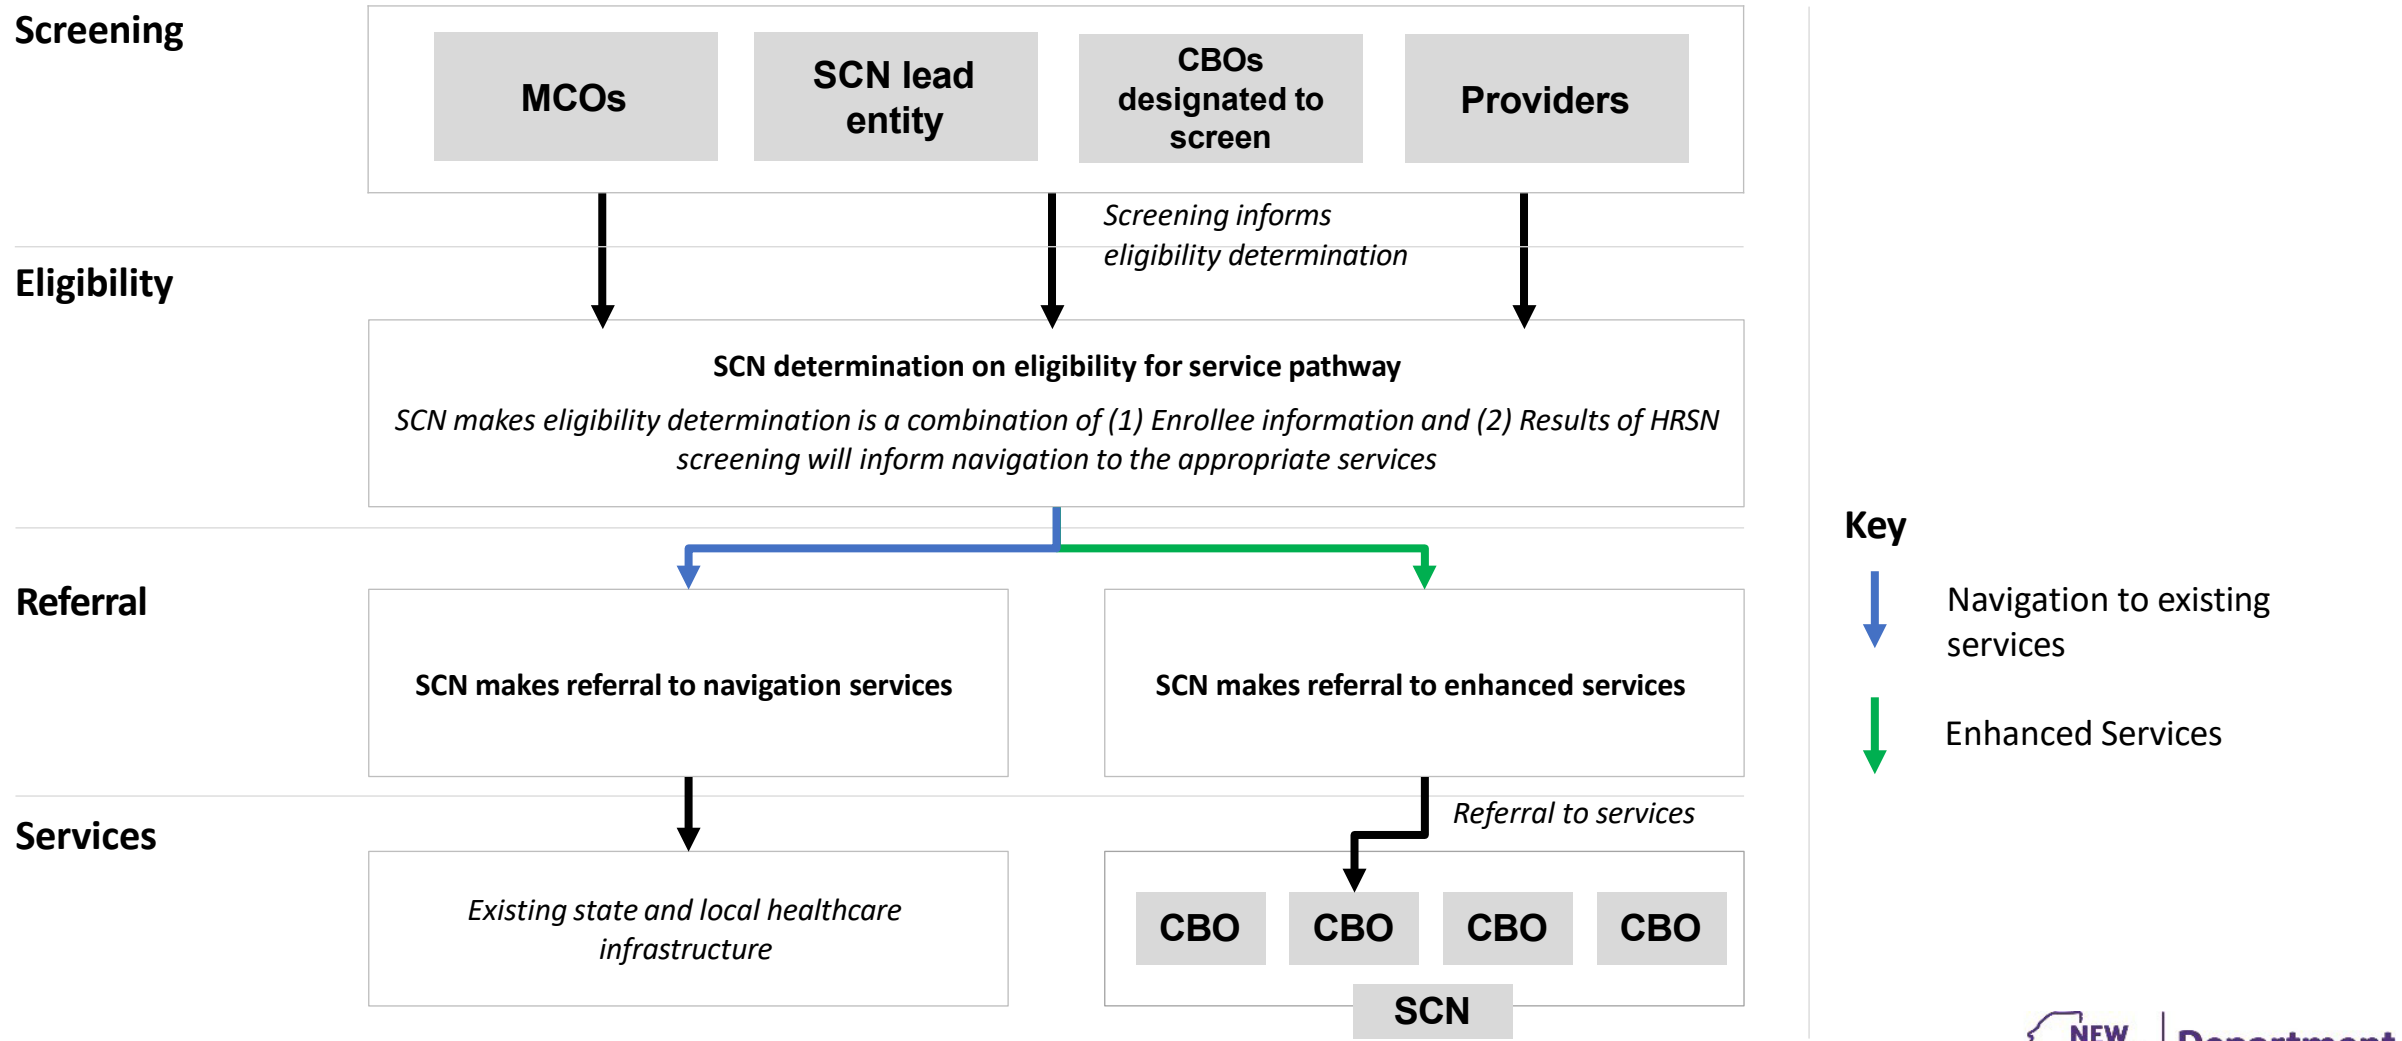 Screening
MCOs
SCN lead
entity
CBOs
designated to
screen
Providers
Screening informs
eligibility determination
Eligibility
SCN determination on eligibility for service pathway
SCN makes eligibility determination is a combination of (1) Enrollee information and (2) Results of HRSN
screening will inform navigation to the appropriate services
Referral
SCN makes referral to navigation services
SCN makes referral to enhanced services
Services
Referral to services
Existing state and local healthcare
infrastructure
CBO
CBO
CBO
CBO
SCN
Key
Navigation to existing
services
Enhanced Services
NEW
Department